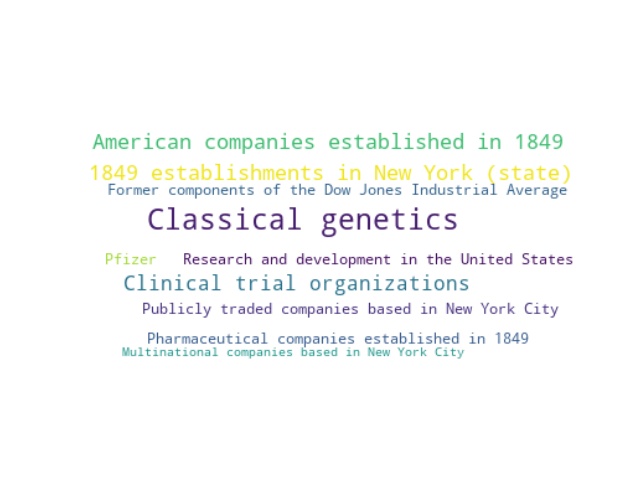 American companies established in 1849
1849 establishments in New York (state)
Former components of the Dow Jones Industrial Average
Classical genetics
Pfizer Research and development in the United States
Clinical trial organizations
Publicly traded companies based in New York City
Pharmaceutical companies established in 1849
Multinational companies based in New York City